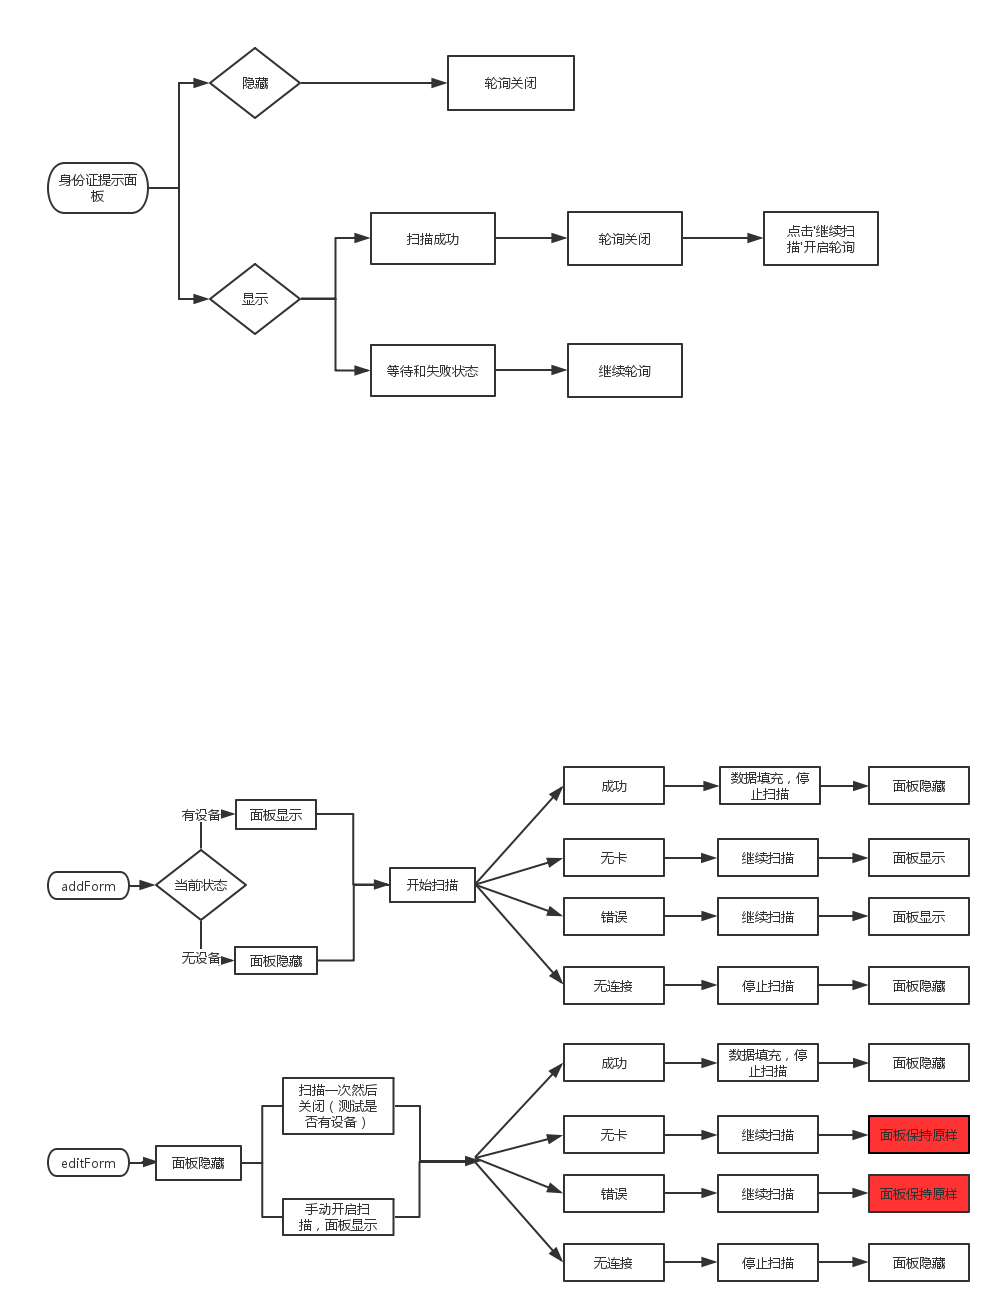 隐藏
轮询关闭
身份证提示面
板
扫描成功
轮询关闭
点击'继续扫
描'开启轮询
显示
等待和失败状态
继续轮询
成功
数据填充，停
止扫描
面板隐藏
有设备
面板显示
无卡
继续扫描
面板显示
addForm
当前状态
开始扫描
错误
继续扫描
面板显示
无设备
面板隐藏
无连接
停止扫描
面板隐藏
成功
数据填充，停
止扫描
面板隐藏
扫描一次然后
关闭（测试是
否有设备）
无卡
继续扫描
面板保持原样
editForm
面板隐藏
错误
继续扫描
面板保持原样
手动开启扫
描，面板显示
无连接
停止扫描
面板隐藏